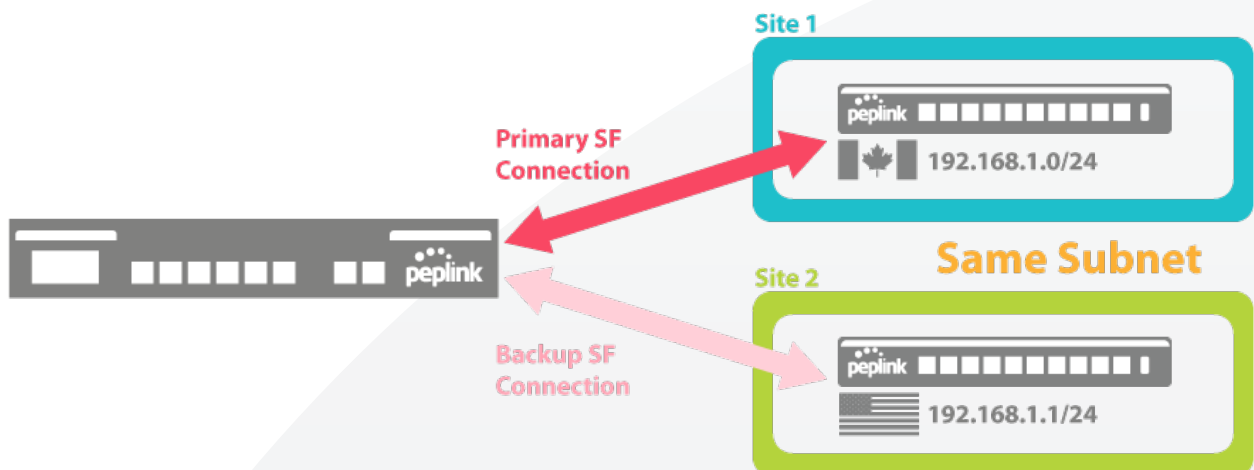 Site 1
peplink
192.168.1.0/24
Primary SF
Connection
peplink
Same Subnet
Site 2
Backup SF
Connection
peplink
192.168.1.1/24